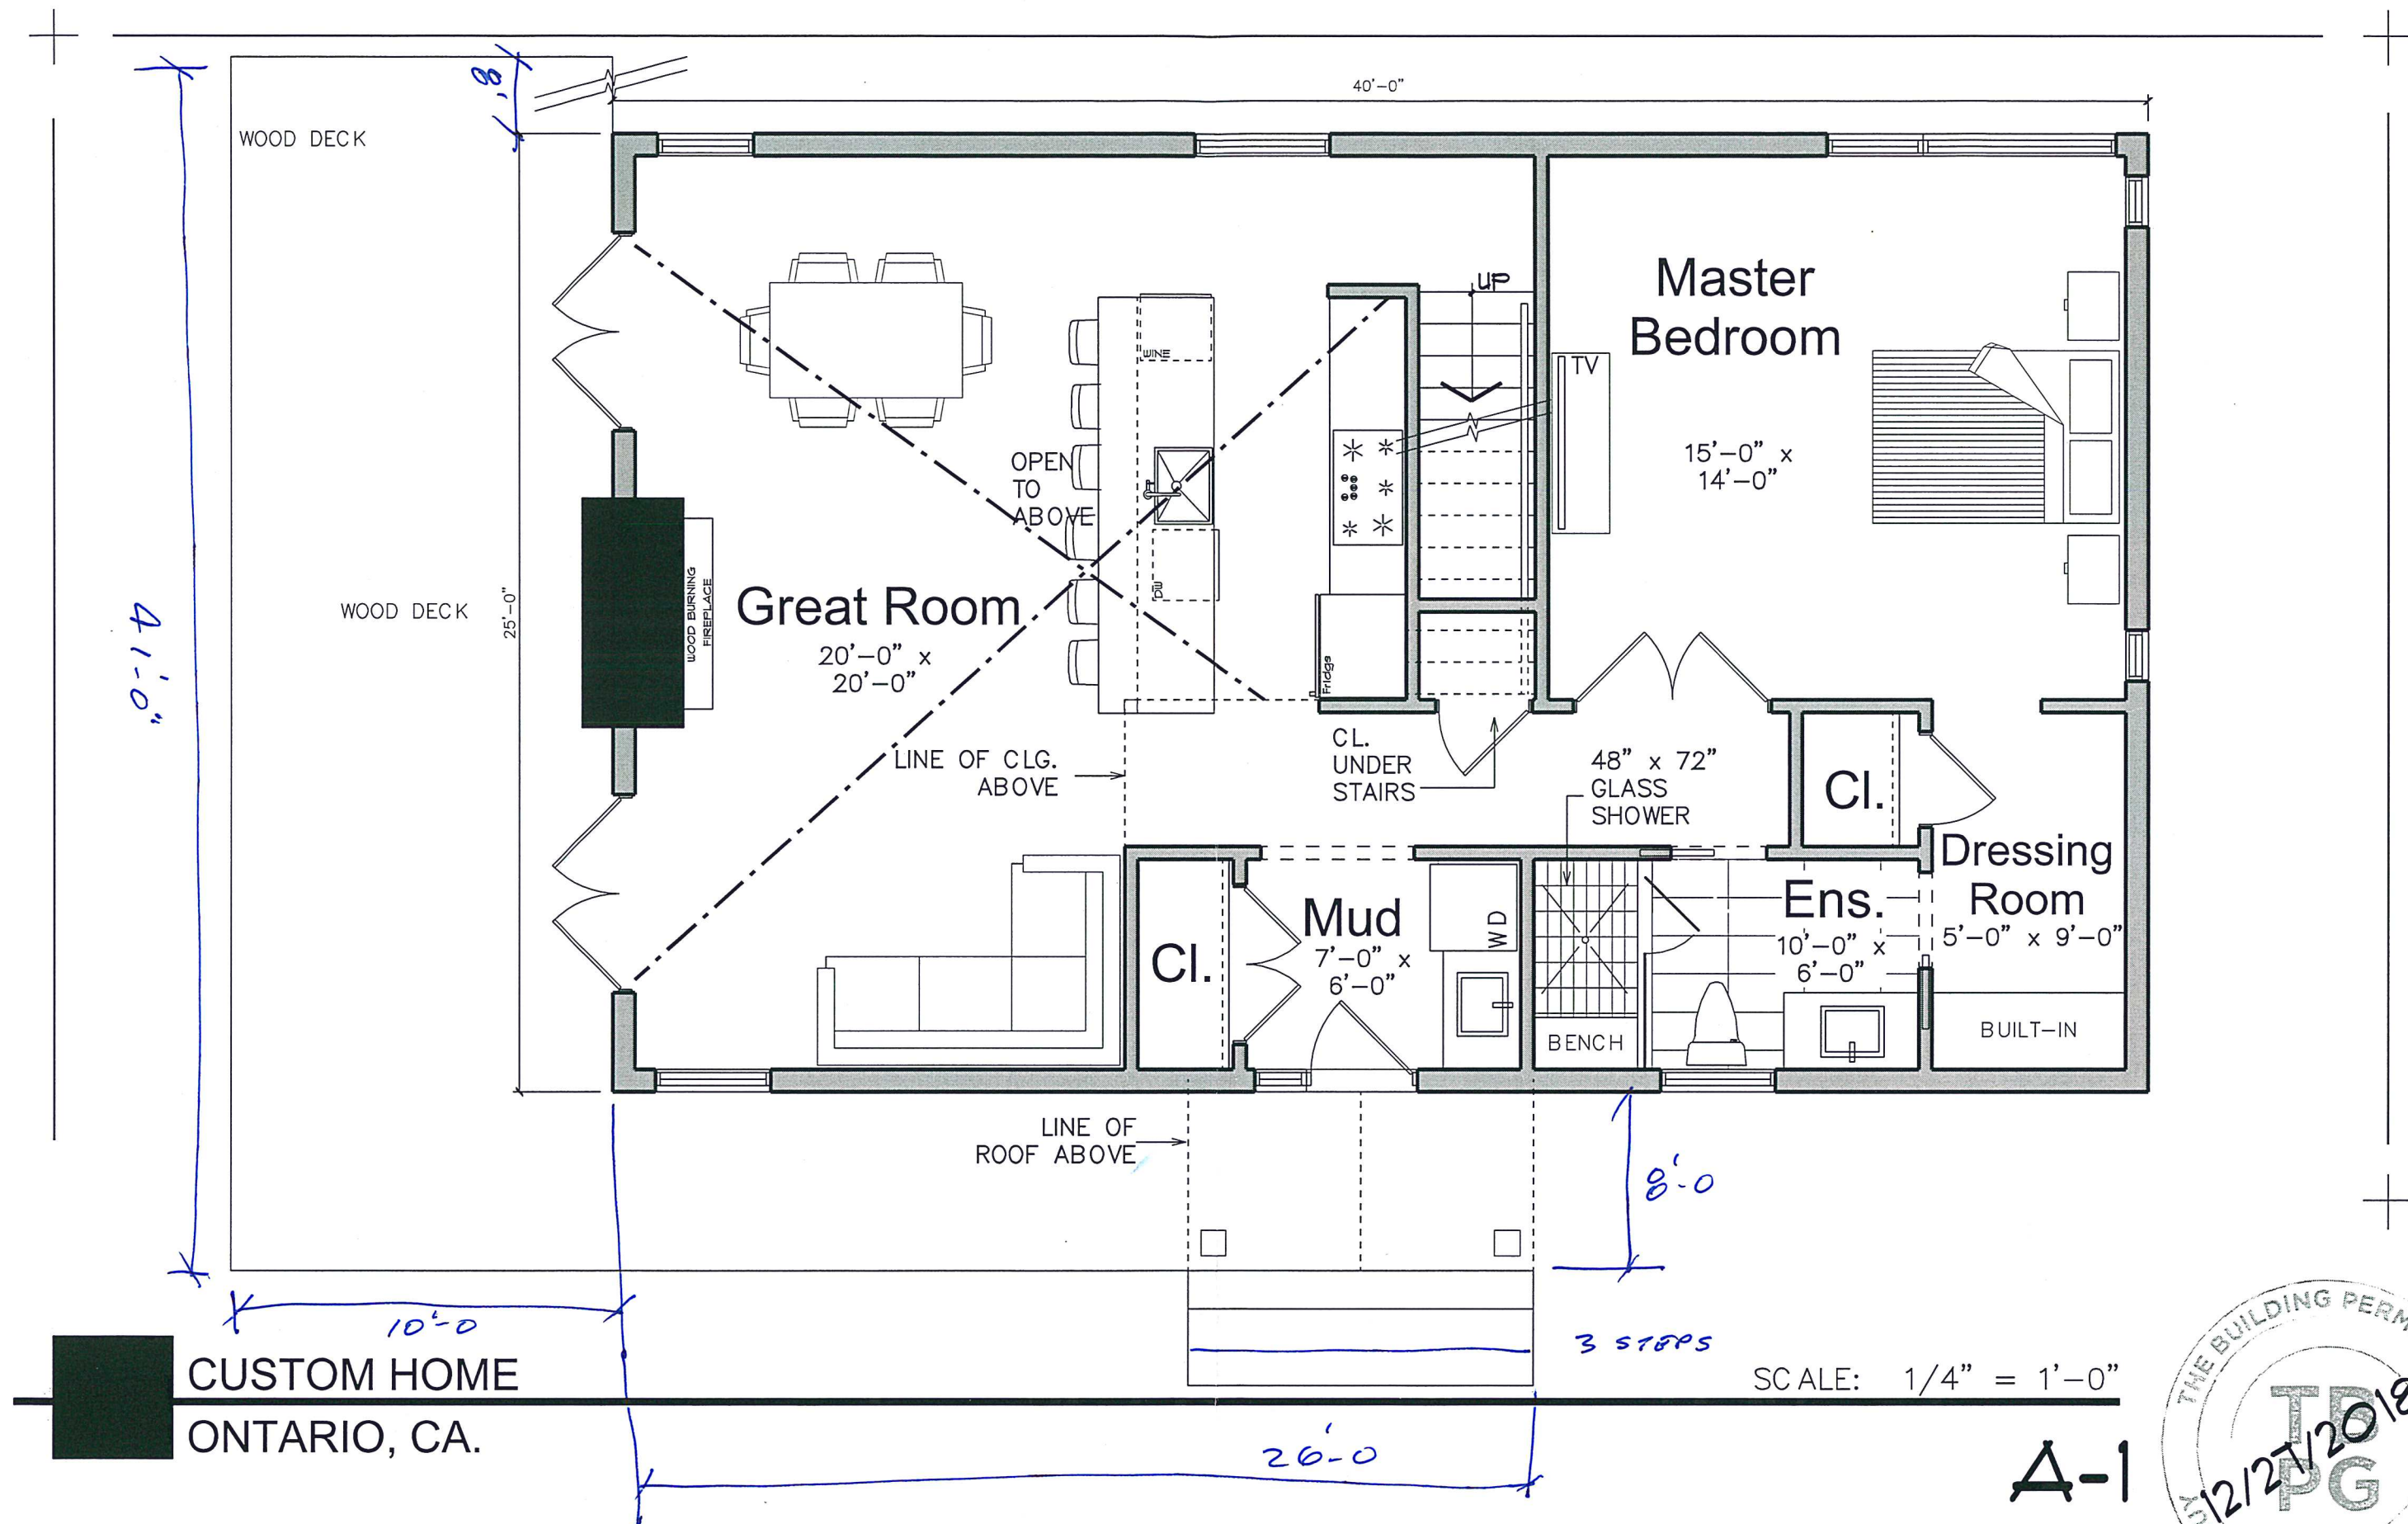 40'-0"
8'
WOOD DECK
UP
Master
Bedroom
WINE
TV
15'-0" x
14'-0"
OPEN
TO
ABOVE
WOOD BURNING
FIREPLACE
DW
WOOD DECK
25'-0"
41'-0"
Great Room
20'-0" x
20'-0"
Fridge
LINE OF CLG.
ABOVE
CL.
UNDER
STAIRS
48" x 72"
GLASS
SHOWER
Cl.
Dressing
Room
5'-0" x 9'-0"
Ens.
10'-0" x
6'-0"
Mud
7'-0" x
6'-0"
WD
Cl.
BENCH
BUILT-IN
LINE OF
ROOF ABOVE
8'-0
10'-0
3 STEPS
CUSTOM HOME
ONTARIO, CA.
SCALE: 1/4" = 1'-0"
26'-0
A-1
THE BUILDING PERM
TB
PG
12/27/2018